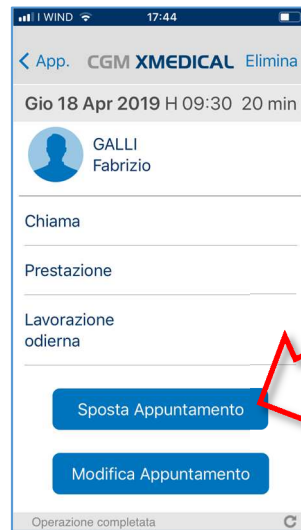 I WIND 17:44
App. CGM XMEDICAL Elimina
Gio 18 Apr 2019 H 09:30 20 min
GALLI
Fabrizio
Chiama
Prestazione
Lavorazione
odierna
Sposta Appuntamento
Modifica Appuntamento
Operazione completata